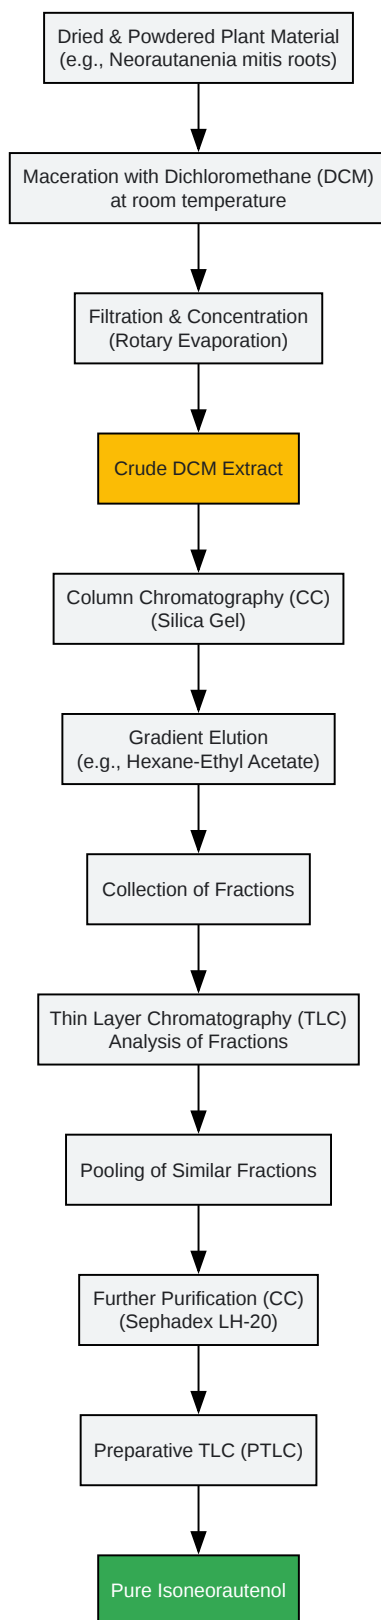 Dried & Powdered Plant Material
(e.g., Neorautanenia mitis roots)
Maceration with Dichloromethane (DCM)
at room temperature
Filtration & Concentration
(Rotary Evaporation)
Crude DCM Extract
Column Chromatography (CC)
(Silica Gel)
Gradient Elution
(e.g., Hexane-Ethyl Acetate)
Collection of Fractions
Thin Layer Chromatography (TLC)
Analysis of Fractions
Pooling of Similar Fractions
Further Purification (CC)
(Sephadex LH-20)
Preparative TLC (PTLC)
Pure Isoneorautenol